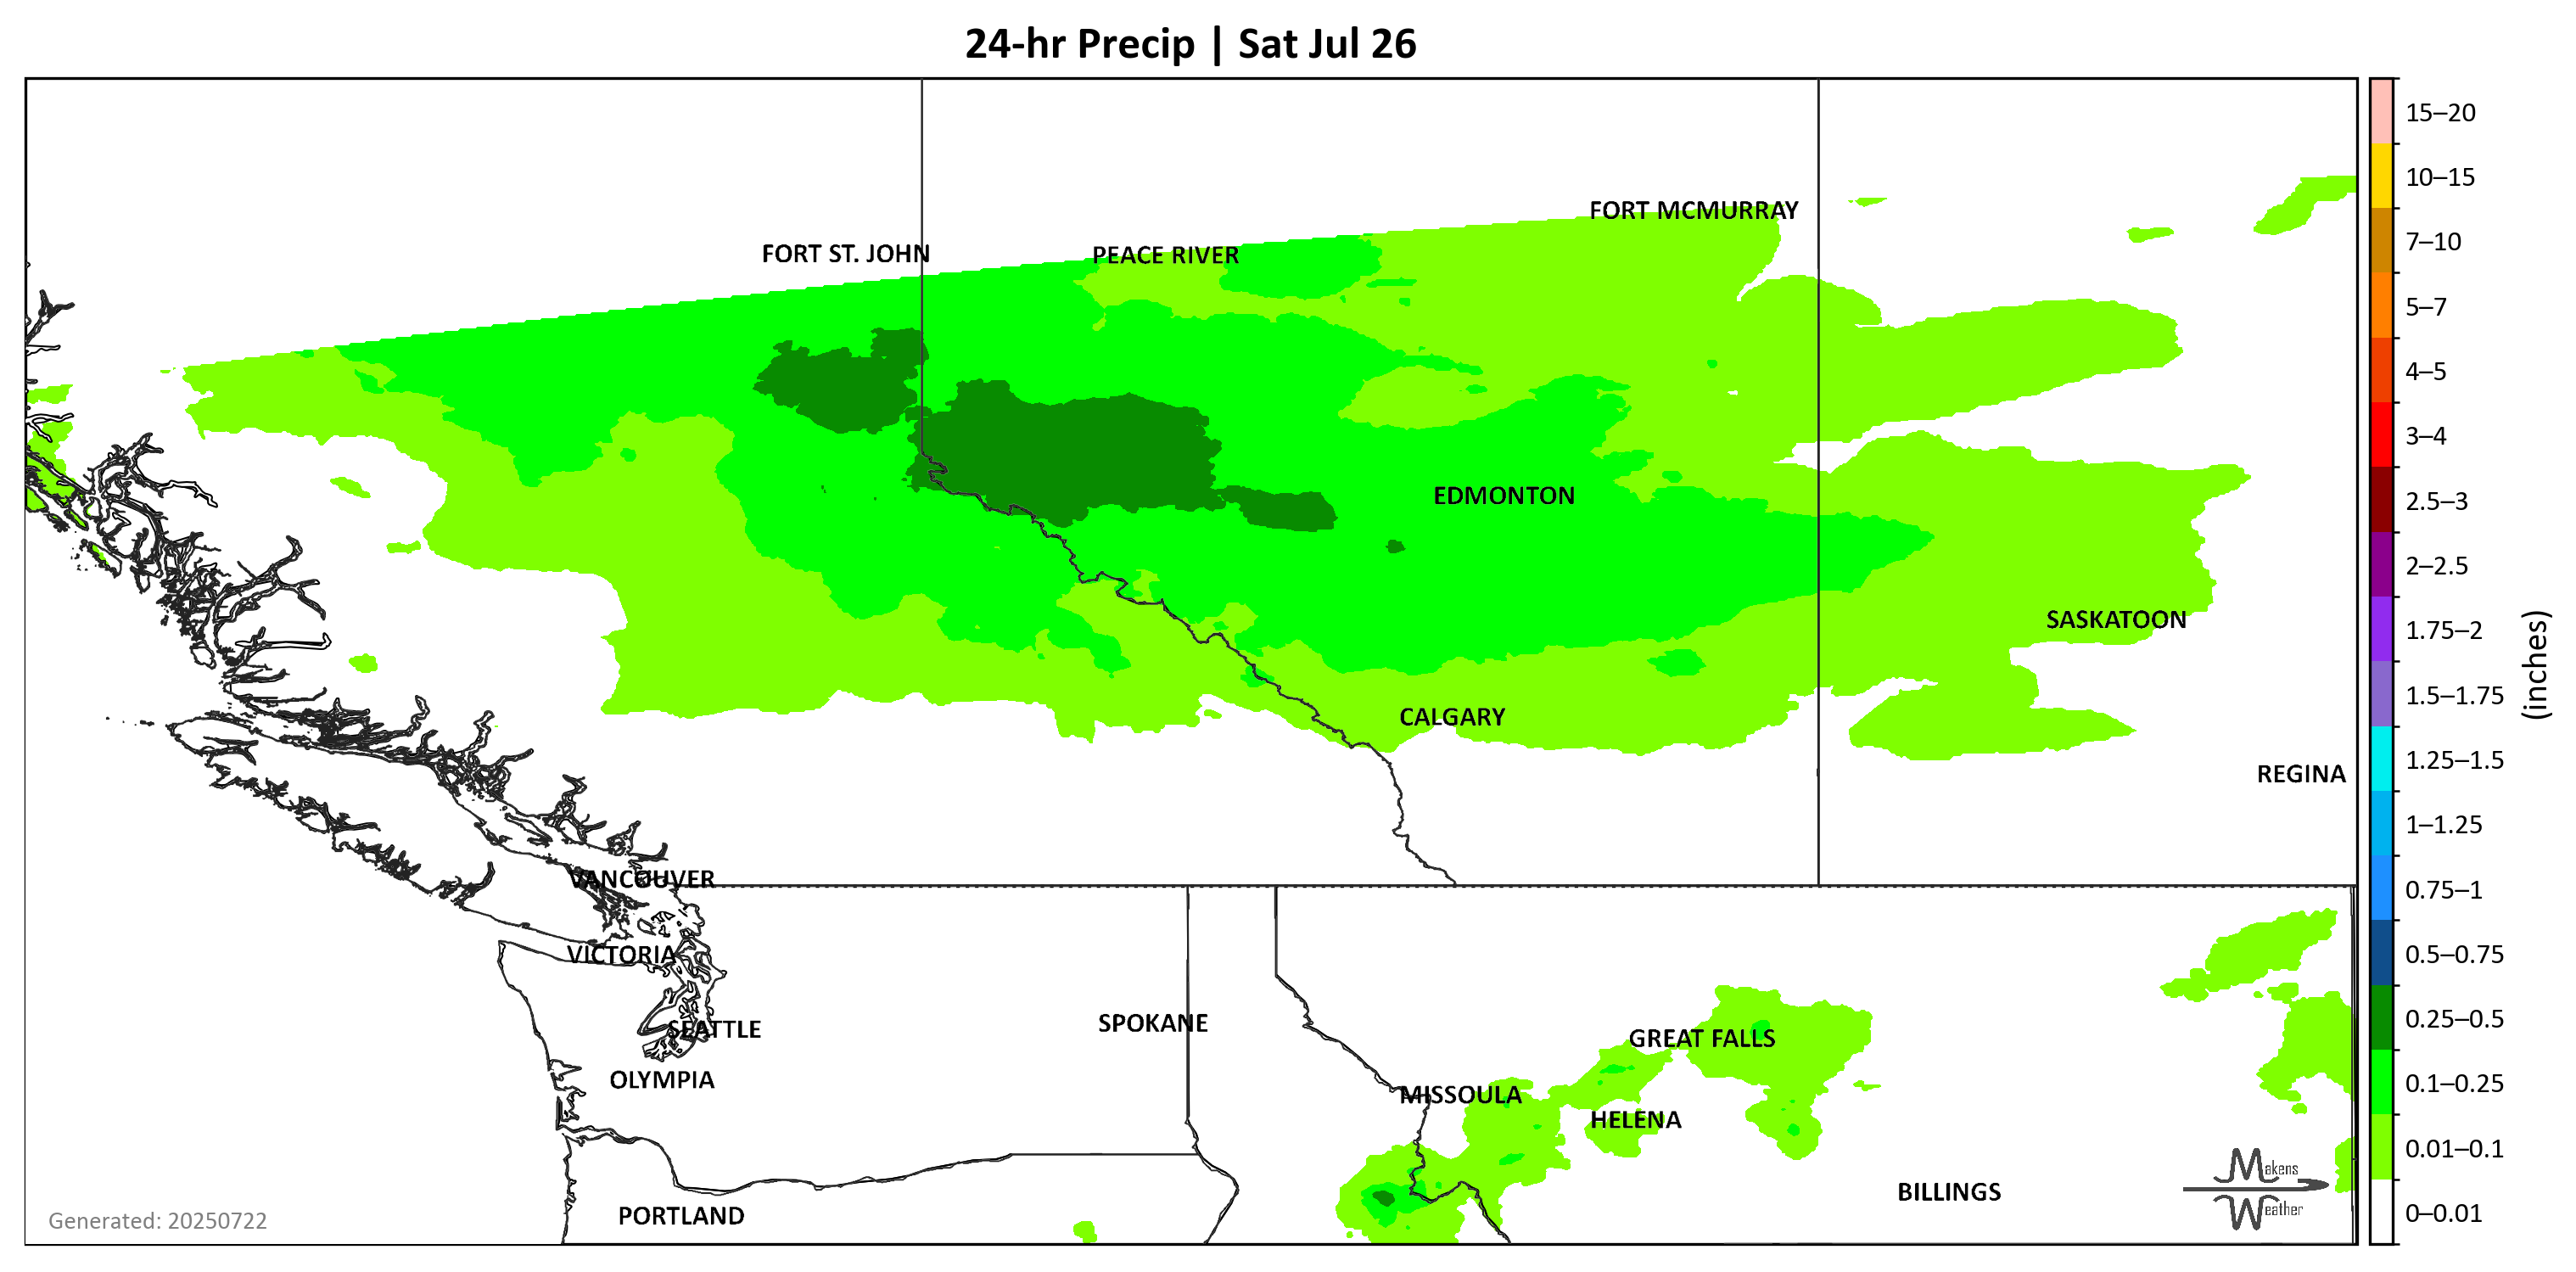 24-hr Precip | Sat Jul 26
FORT MCMURRAY
FORT ST. JOHN
PEACE RIVER
EDMONTON
SASKATOON
CALGARY
REGINA
VANCOUVER
VICTORIA
SPOKANE
SEATTLE
GREAT FALLS
OLYMPIA
MISSOULA
HELENA
BILLINGS
PORTLAND
Generated: 20250722
Makens
Weather
15–20
10–15
7–10
5–7
4–5
3–4
2.5–3
2–2.5
1.75–2
1.5–1.75
1.25–1.5
1–1.25
0.75–1
0.5–0.75
0.25–0.5
0.1–0.25
0.01–0.1
0–0.01
(inches)